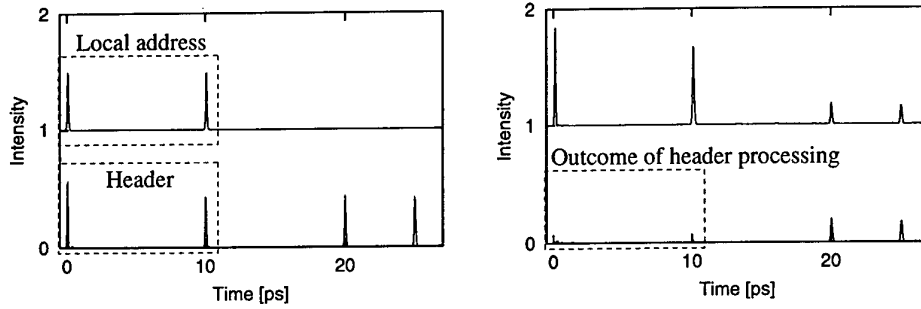 2
Local address
1
Header
0
Intensity
0
10
20
Time [ps]
2
1
Outcome of header processing
0
Intensity
0
10
20
Time [ps]